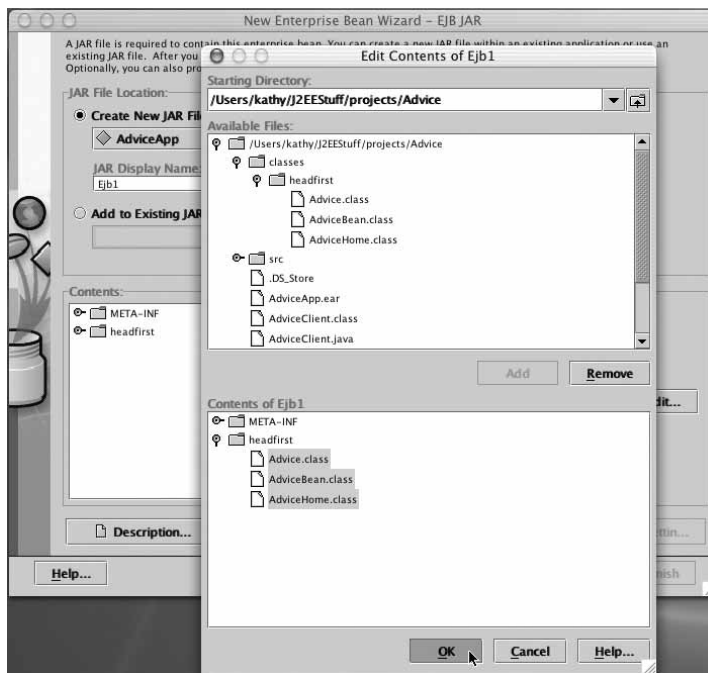 New Enterprise Bean Wizard – EJB JAR
A JAR file is required to contain this enterprise bean. You can create a new JAR file within an existing application or use an
existing JAR file. After you
Optionally, you can also pro
JAR File Location:
Create New JAR Fil
AdviceApp
JAR Display Name:
Ejb1
Add to Existing JAR
Contents:
META-INF
headfirst
Description...
Help...
Edit Contents of Ejb1
Starting Directory:
/Users/kathy/J2EEStuff/projects/Advice
Available Files:
/Users/kathy/J2EEStuff/projects/Advice
classes
headfirst
Advice.class
AdviceBean.class
AdviceHome.class
src
.DS_Store
AdviceApp.ear
AdviceClient.class
AdviceClient.java
Add
Remove
Contents of Ejb1
META-INF
headfirst
Advice.class
AdviceBean.class
AdviceHome.class
OK
Cancel
Help...
dit...
ttin...
nish